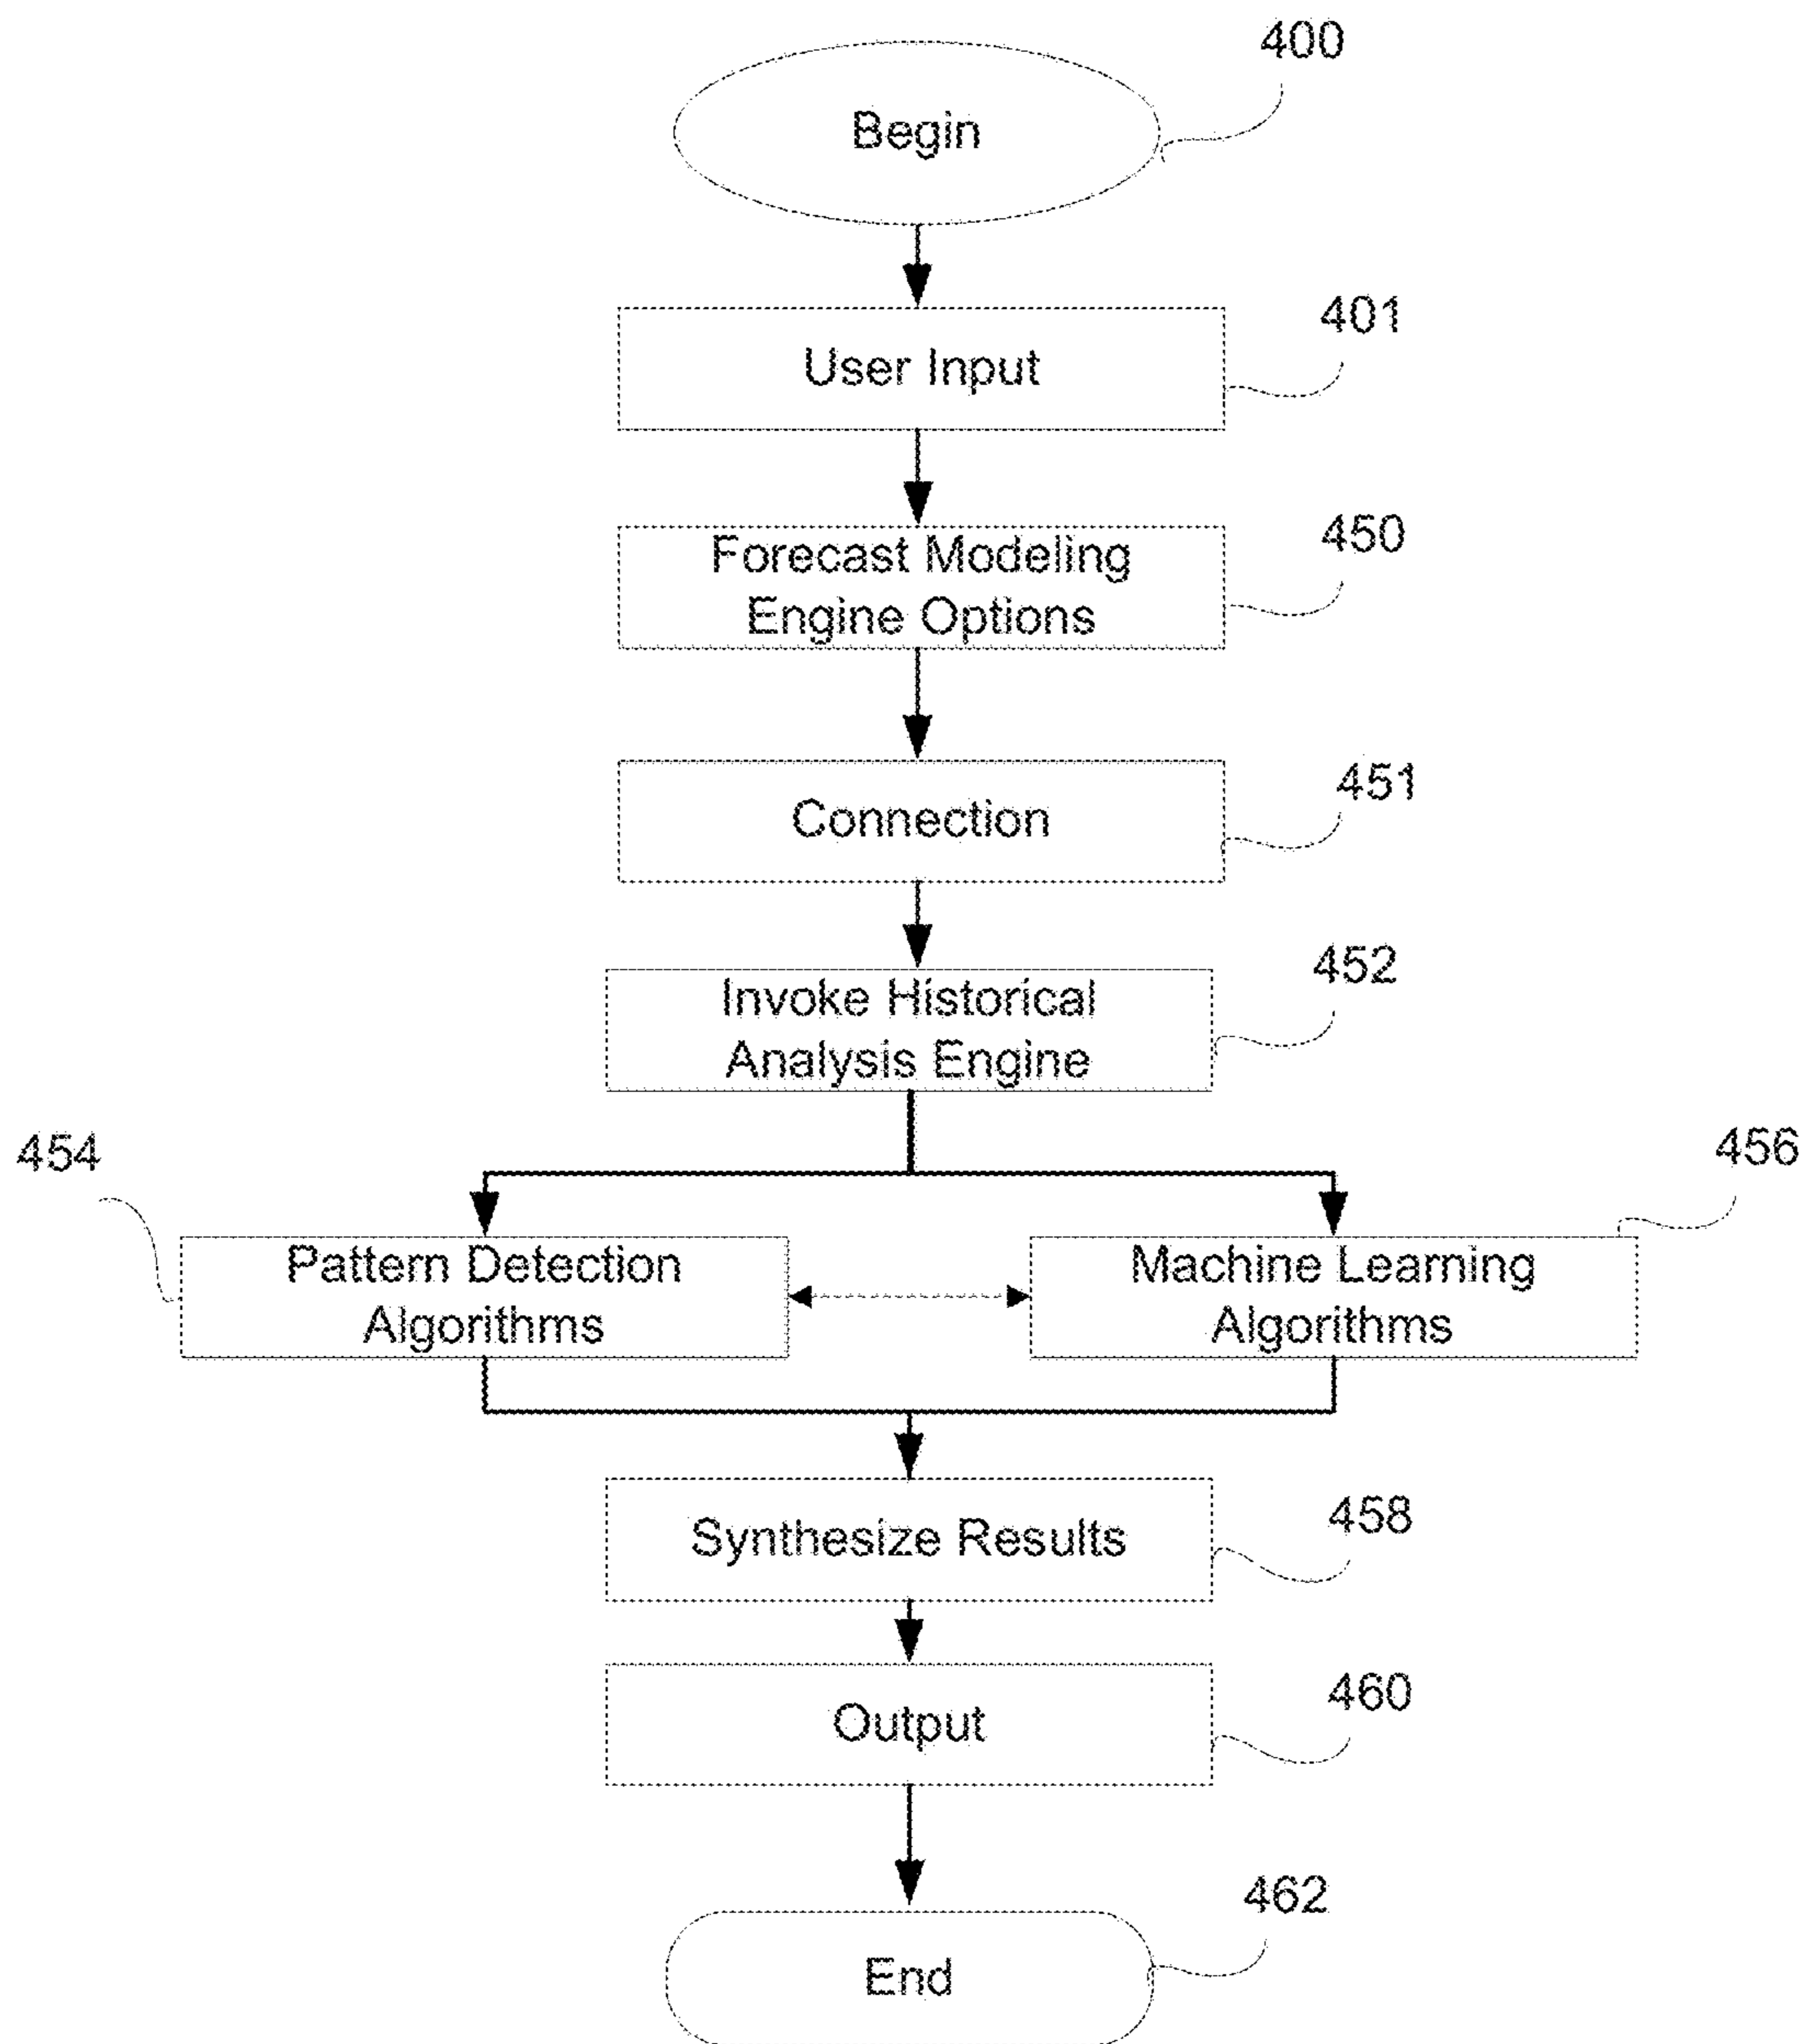 400
Begin
401
User Input
450
Forecast Modeling
Engine Options
451
Connection
452
Invoke Historical
Analysis Engine
454
456
Pattern Detection
Algorithms
Machine Learning
Algorithms
458
Synthesize Results
460
Output
462
End